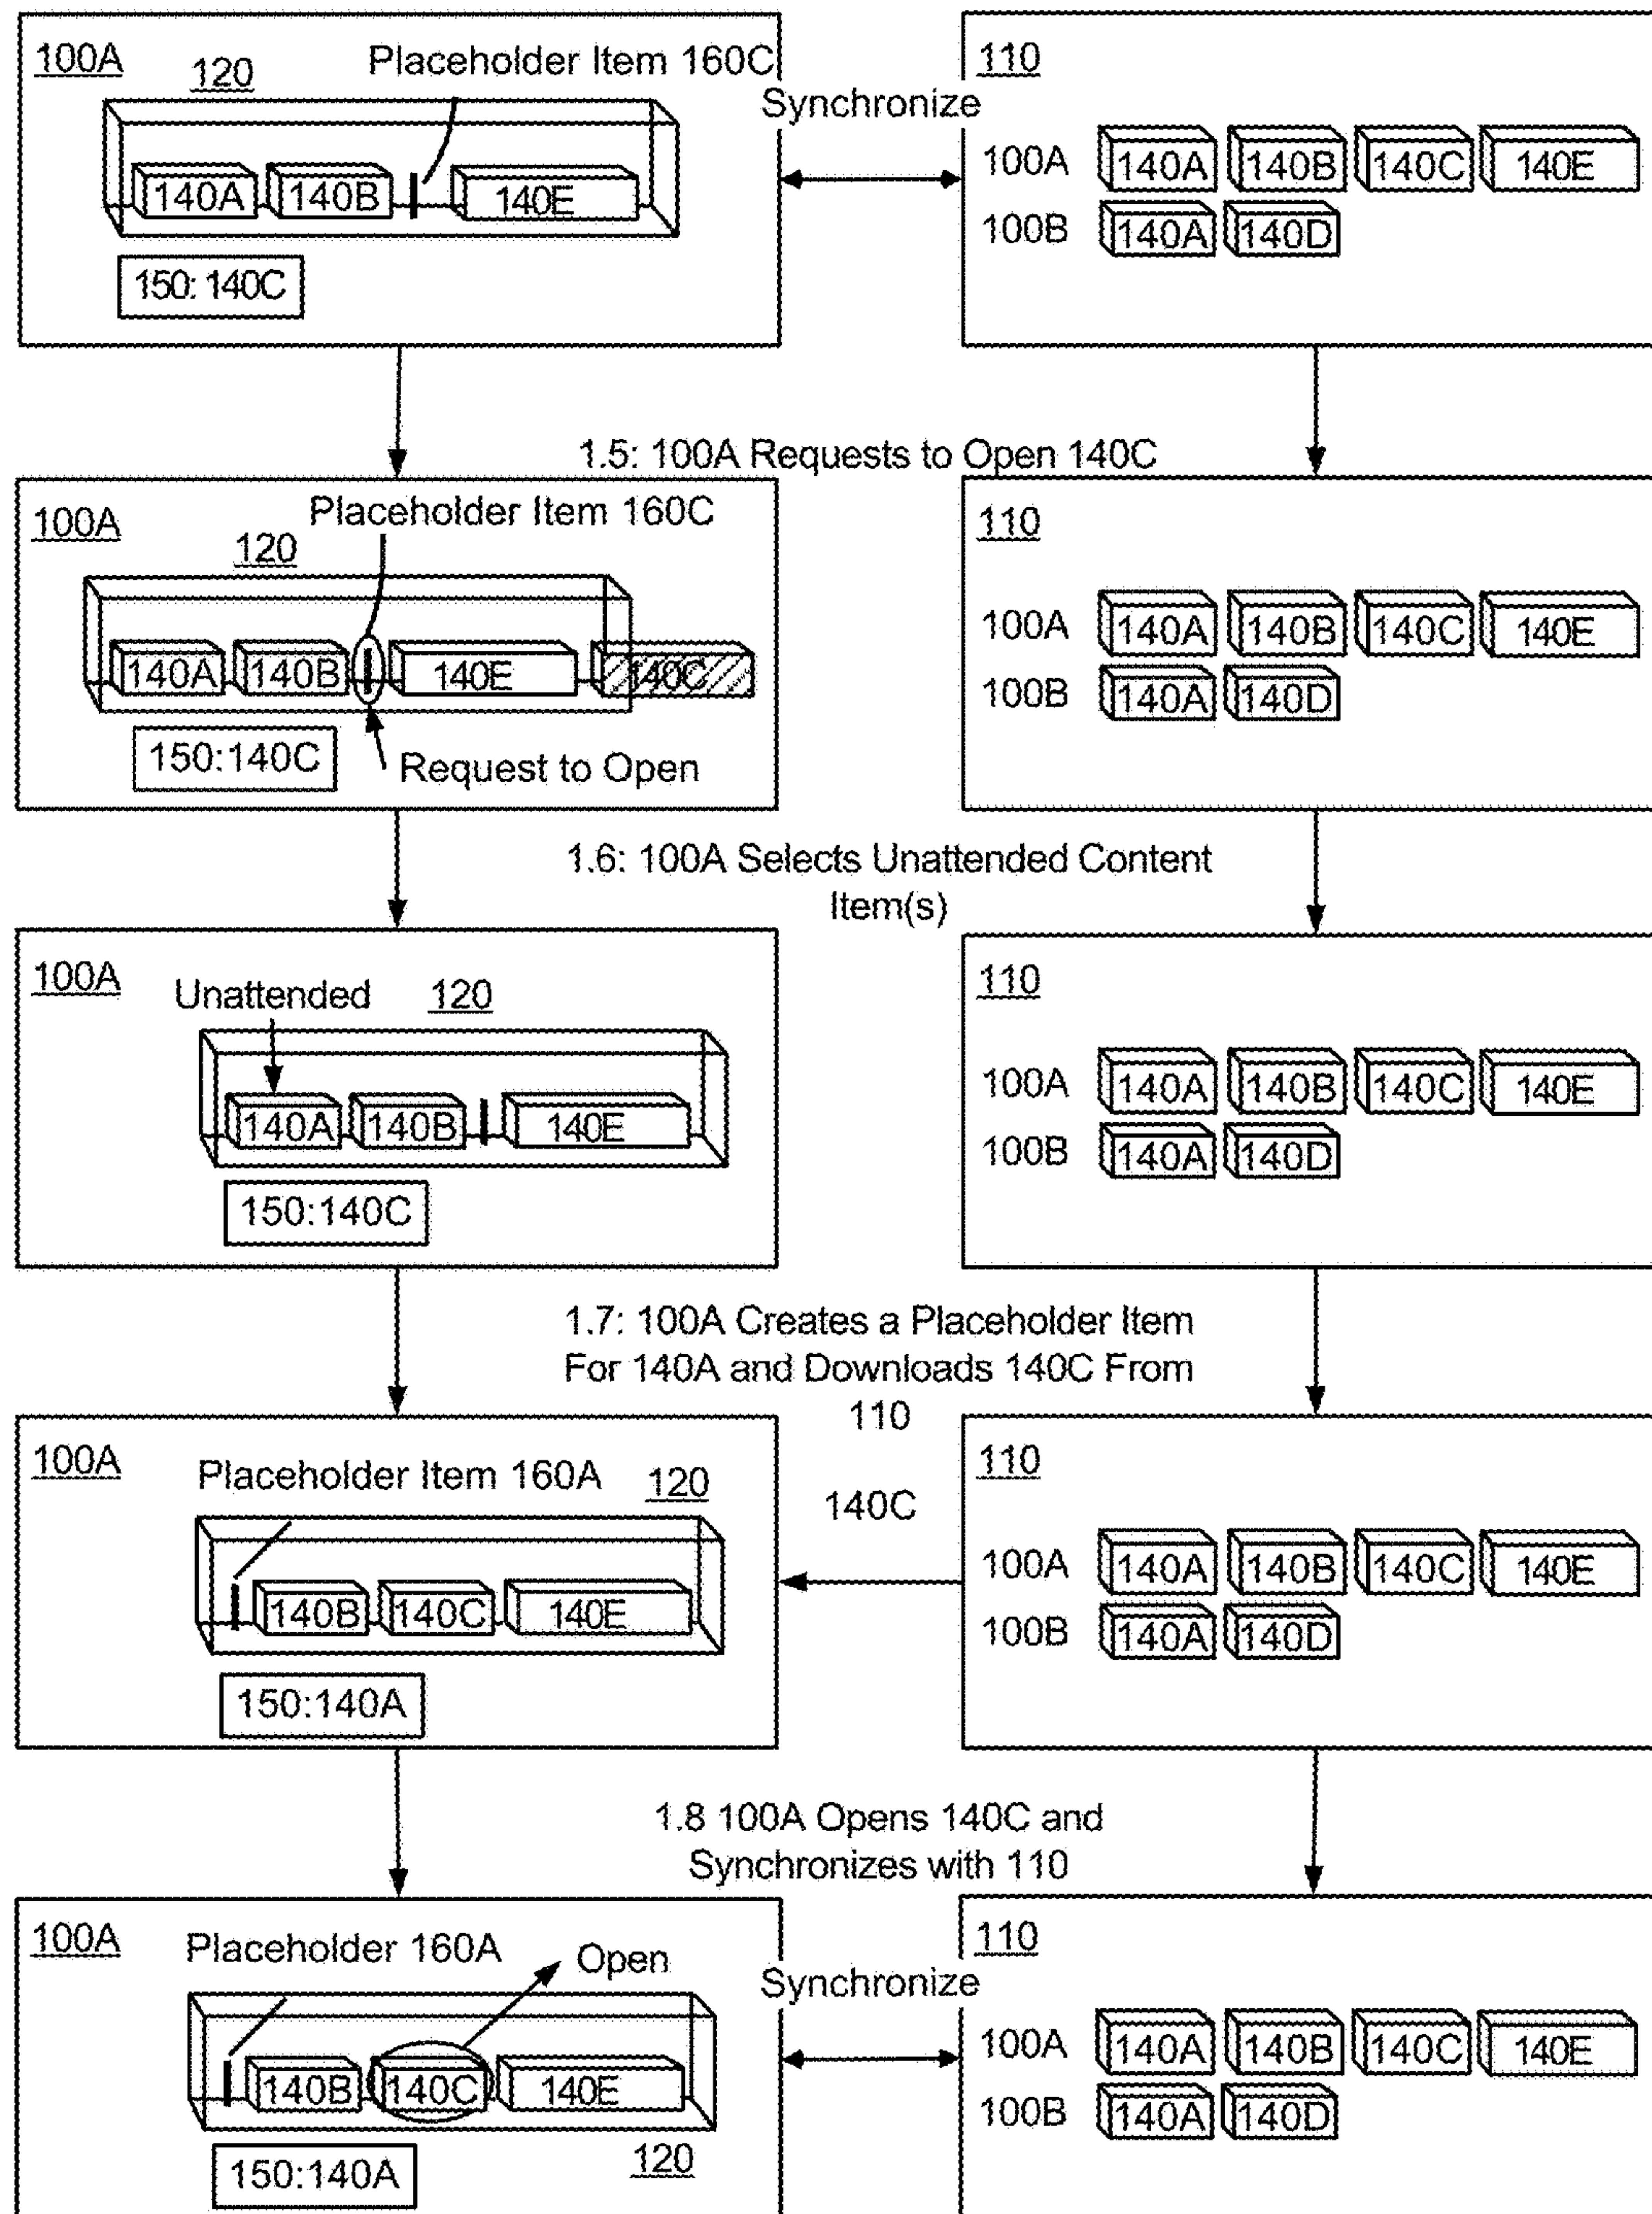 100A
120
Placeholder Item 160C
Synchronize
110
140A 140B 140E
150: 140C
100A 140A 140B 140C 140E
100B 140A 140D
1.5: 100A Requests to Open 140C
100A
Placeholder Item 160C
120
140A 140B 140E 140C
150:140C
Request to Open
110
100A 140A 140B 140C 140E
100B 140A 140D
1.6: 100A Selects Unattended Content
Item(s)
100A
Unattended
120
140A 140B 140E
150:140C
110
100A 140A 140B 140C 140E
100B 140A 140D
1.7: 100A Creates a Placeholder Item
For 140A and Downloads 140C From
110
100A
Placeholder Item 160A
120
140B 140C 140E
150:140A
140C
110
100A 140A 140B 140C 140E
100B 140A 140D
1.8 100A Opens 140C and
Synchronizes with 110
100A
Placeholder 160A
Open
140B 140C 140E
150:140A
120
Synchronize
110
100A 140A 140B 140C 140E
100B 140A 140D